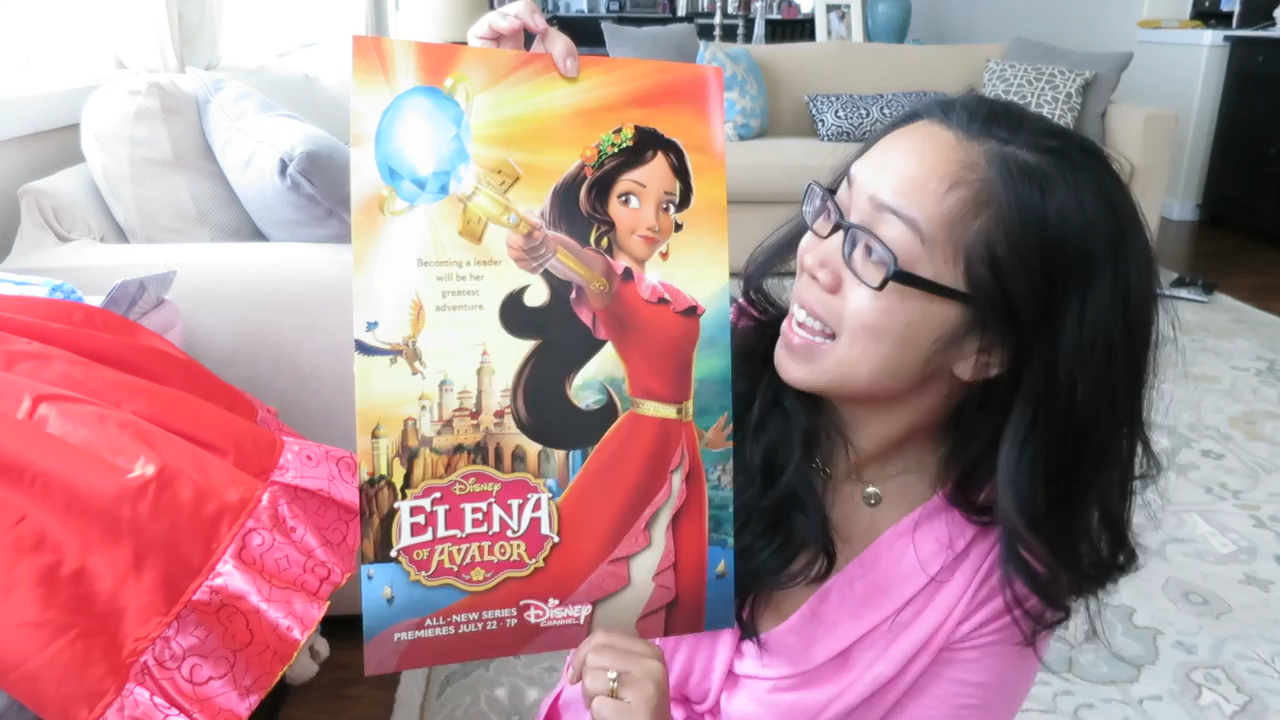 Becoming a leader
will be her
greatest
adventure.
Disney
ELENA
OF AVALOR
ALL-NEW SERIES
PREMIERES JULY 22 · 7P
Disney
CHANNEL